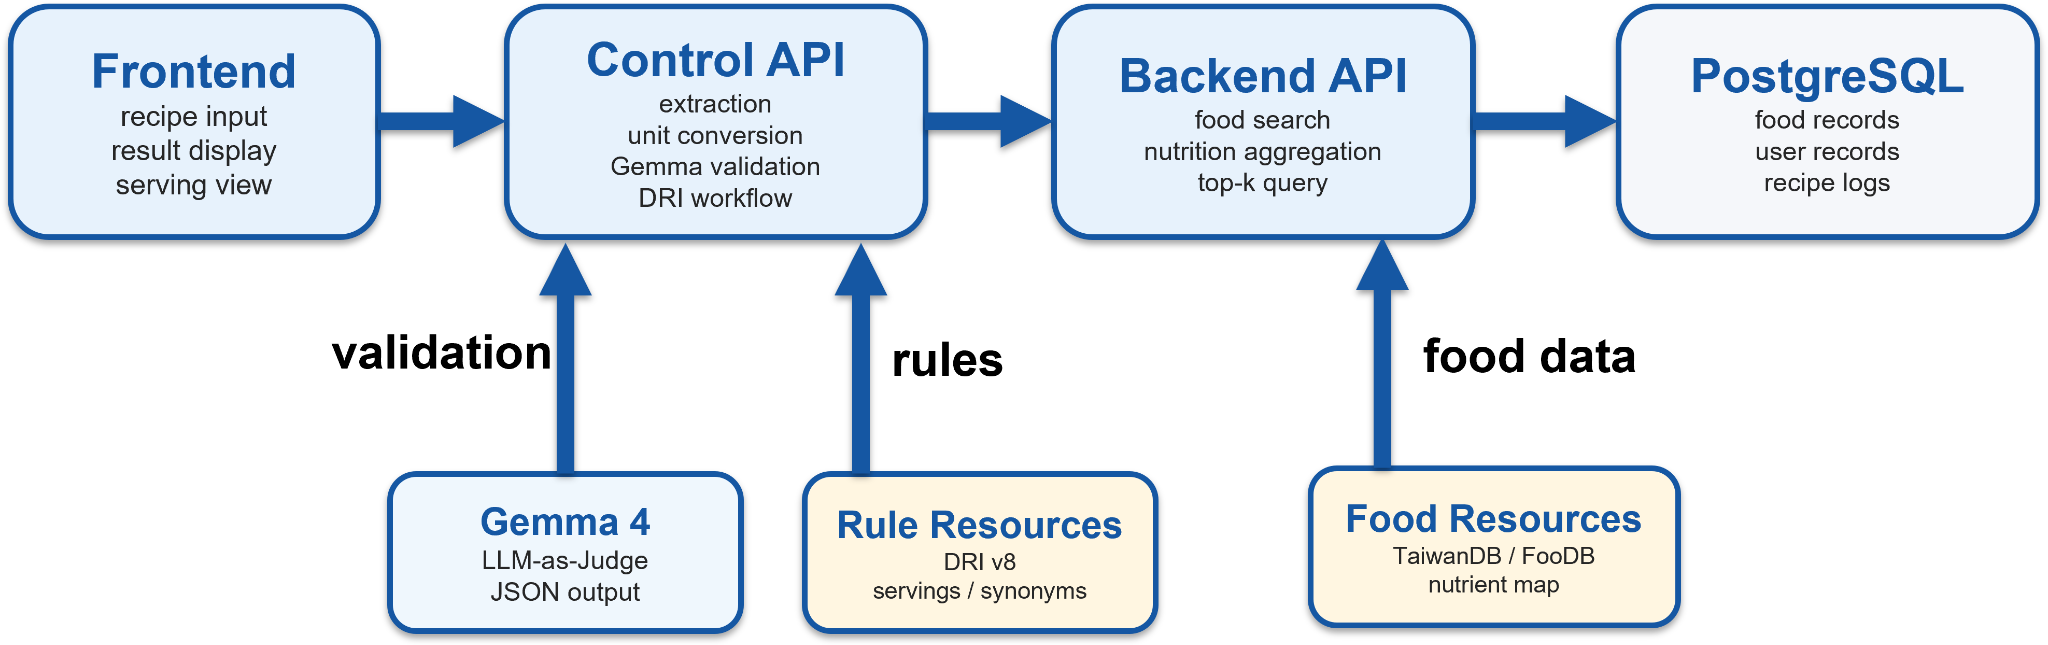 Frontend
recipe input
result display
serving view
Control API
extraction
unit conversion
Gemma validation
DRI workflow
Backend API
food search
nutrition aggregation
top-k query
PostgreSQL
food records
user records
recipe logs
validation
rules
food data
Gemma 4
LLM-as-Judge
JSON output
Rule Resources
DRI v8
servings / synonyms
Food Resources
TaiwanDB / FooDB
nutrient map